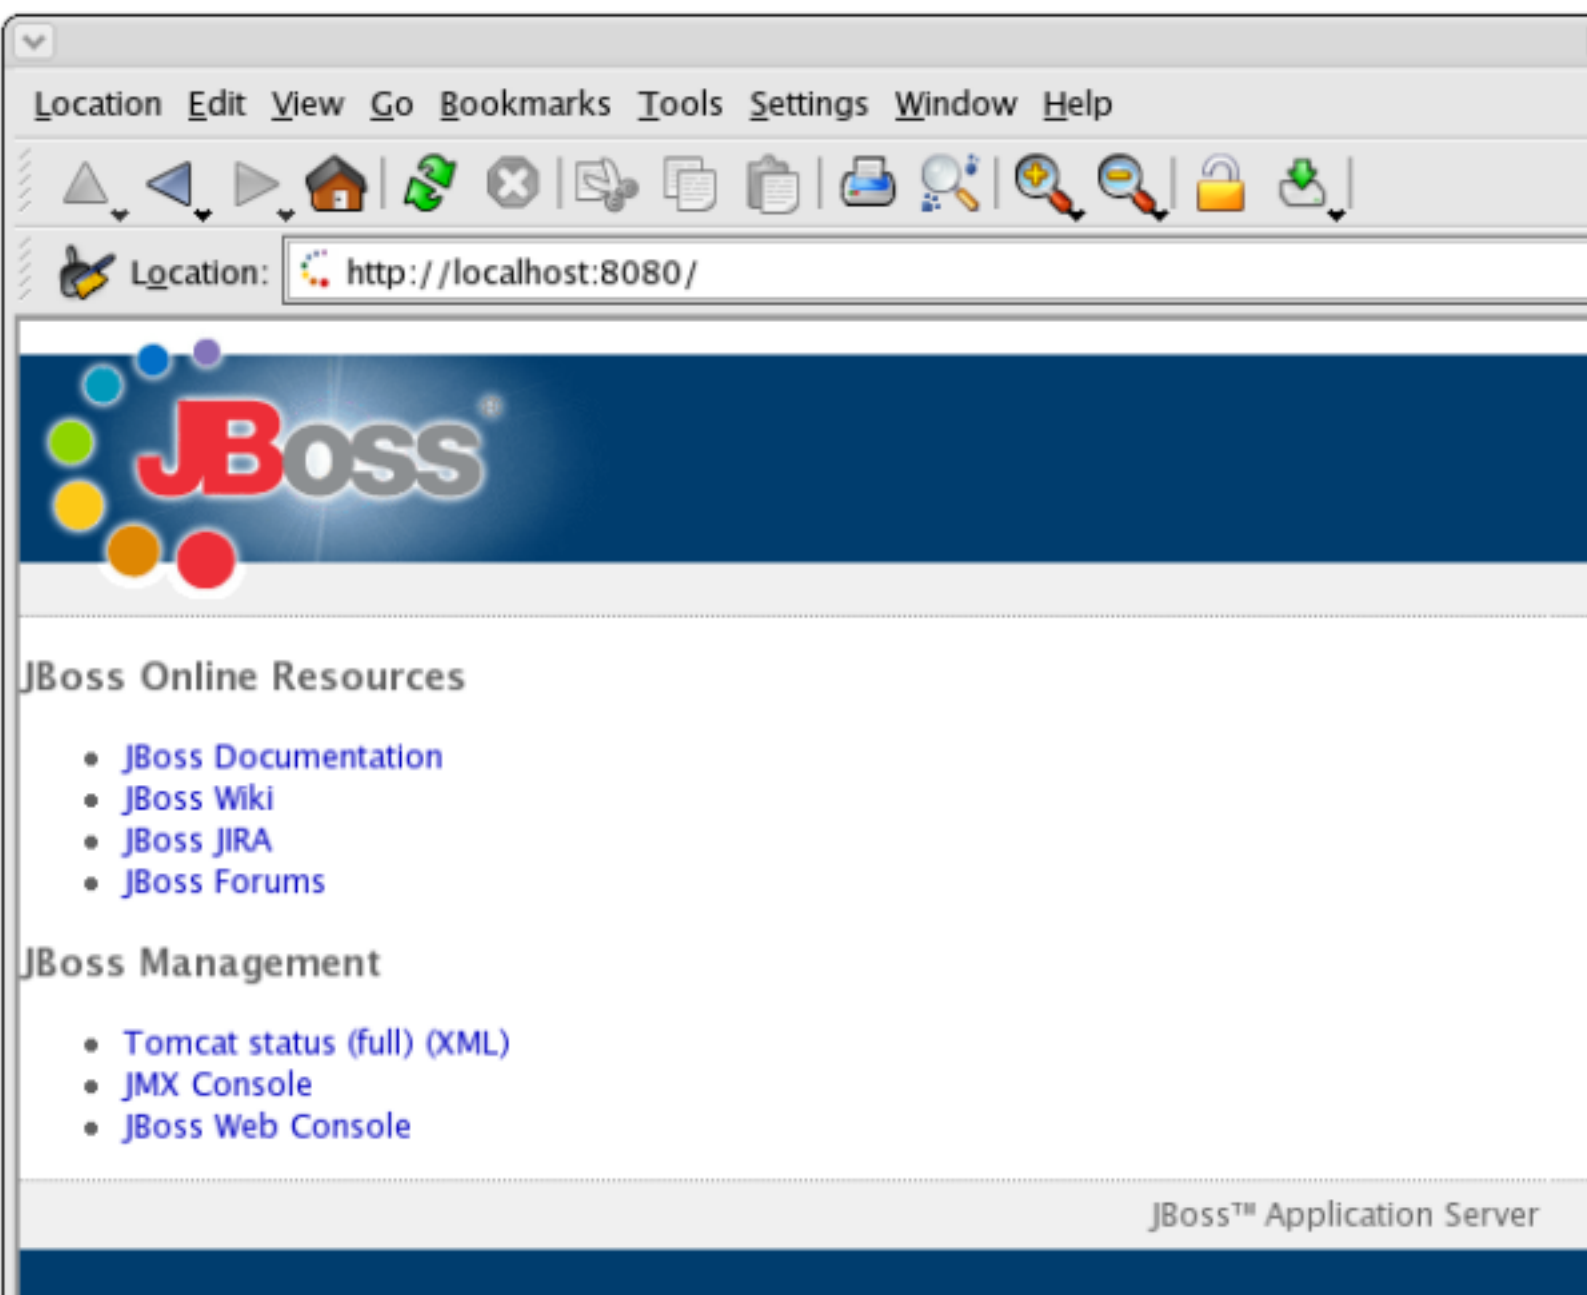 Location Edit View Go Bookmarks Tools Settings Window Help
Location: http://localhost:8080/
JBoss®
JBoss Online Resources
JBoss Documentation
JBoss Wiki
JBoss JIRA
JBoss Forums
JBoss Management
Tomcat status (full) (XML)
JMX Console
JBoss Web Console
JBoss™ Application Server